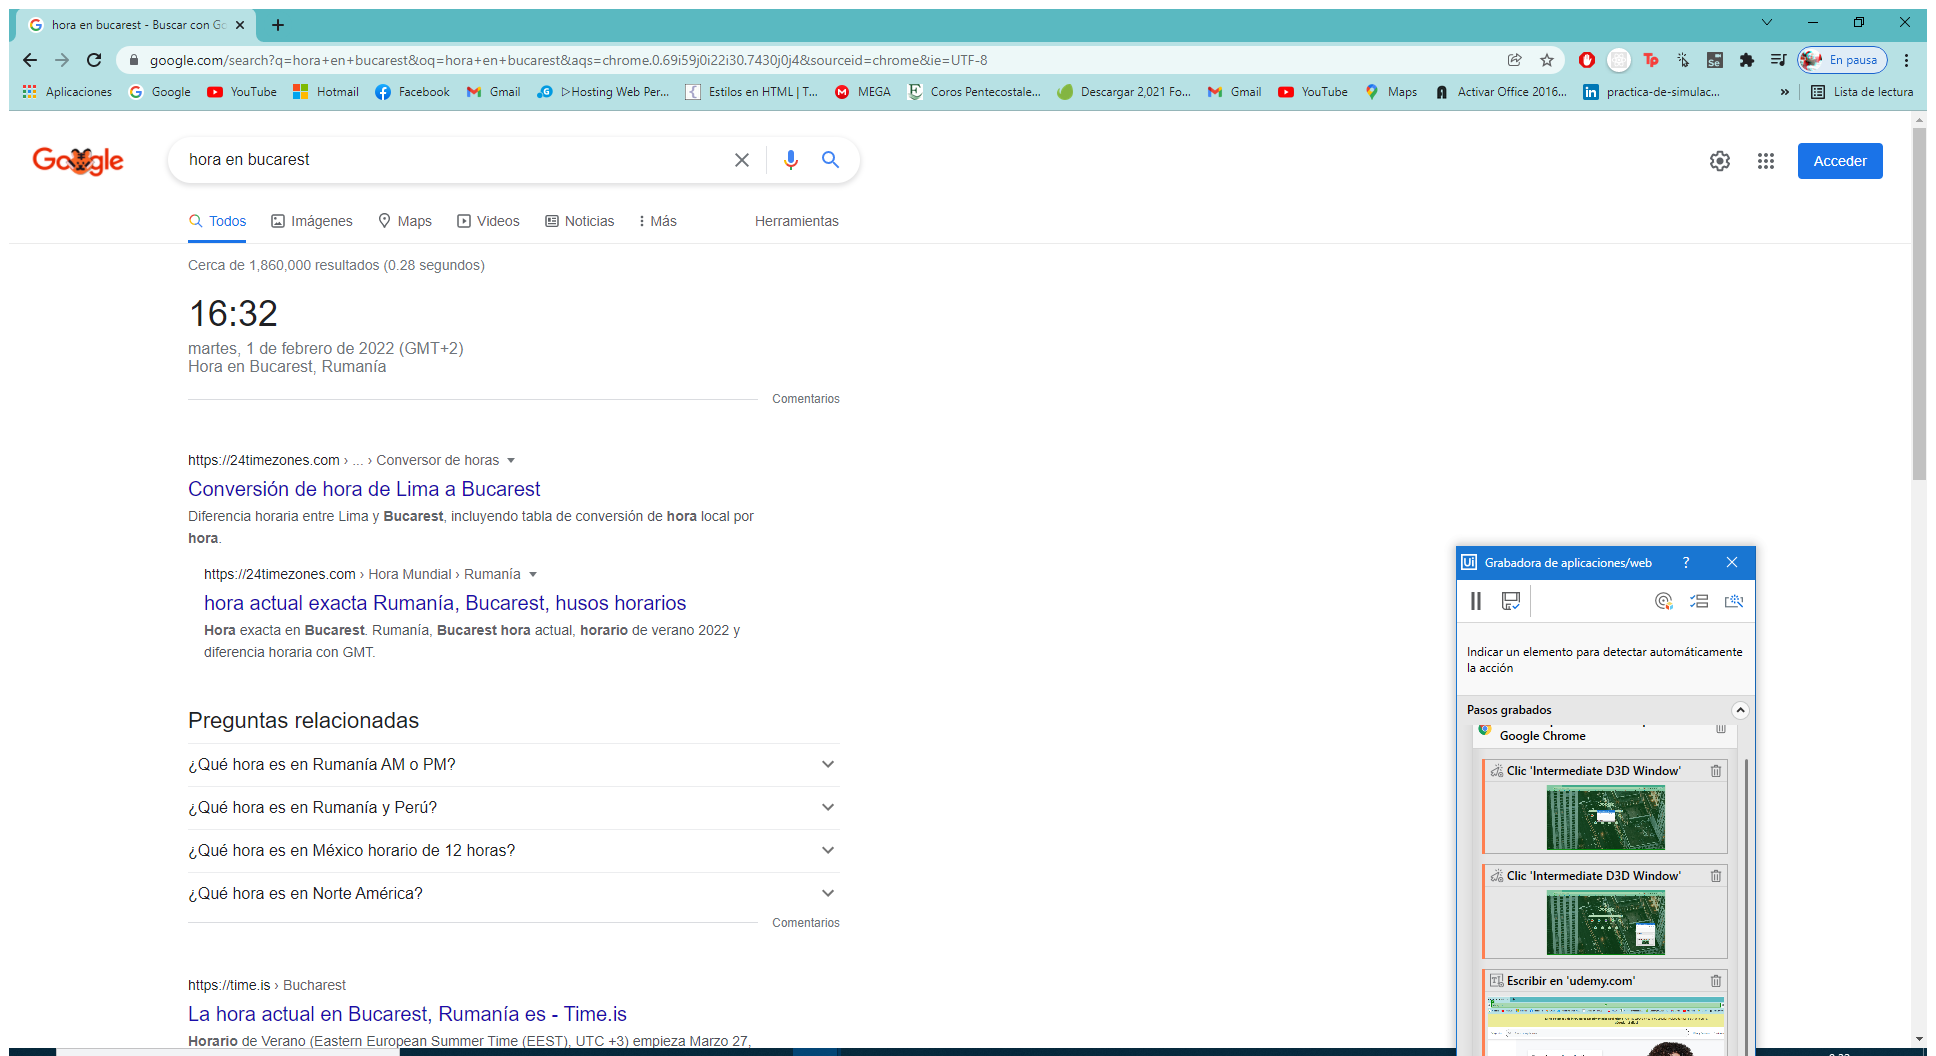 hora en bucarest - Buscar con Go
google.com/search?q=hora+en+bucarest&oq=hora+en+bucarest&aqs=chrome.0.69i59j0i22i30.7430j0j4&sourceid=chrome&ie=UTF-8
En pausa
Aplicaciones Google YouTube Hotmail Facebook Gmail ▷Hosting Web Per... Estilos en HTML | T... MEGA Coros Pentecostale... Descargar 2,021 Fo... Gmail YouTube Maps Activar Office 2016... practica-de-simulac... » Lista de lectura
Google
hora en bucarest
Acceder
Todos Imágenes Maps Videos Noticias Más Herramientas
Cerca de 1,860,000 resultados (0.28 segundos)
16:32
martes, 1 de febrero de 2022 (GMT+2)
Hora en Bucarest, Rumanía
Comentarios
https://24timezones.com › ... › Conversor de horas
Conversión de hora de Lima a Bucarest
Diferencia horaria entre Lima y Bucarest, incluyendo tabla de conversión de hora local por
hora.
https://24timezones.com › Hora Mundial › Rumanía
hora actual exacta Rumanía, Bucarest, husos horarios
Hora exacta en Bucarest. Rumanía, Bucarest hora actual, horario de verano 2022 y
diferencia horaria con GMT.
Preguntas relacionadas
¿Qué hora es en Rumanía AM o PM?
¿Qué hora es en Rumanía y Perú?
¿Qué hora es en México horario de 12 horas?
¿Qué hora es en Norte América?
Comentarios
https://time.is › Bucharest
La hora actual en Bucarest, Rumanía es - Time.is
Horario de Verano (Eastern European Summer Time (EEST), UTC +3) empieza Marzo 27,
Ui Grabadora de aplicaciones/web ?
Indicar un elemento para detectar automáticamente
la acción
Pasos grabados
Google Chrome
Clic 'Intermediate D3D Window'
Clic 'Intermediate D3D Window'
Escribir en 'udemy.com'